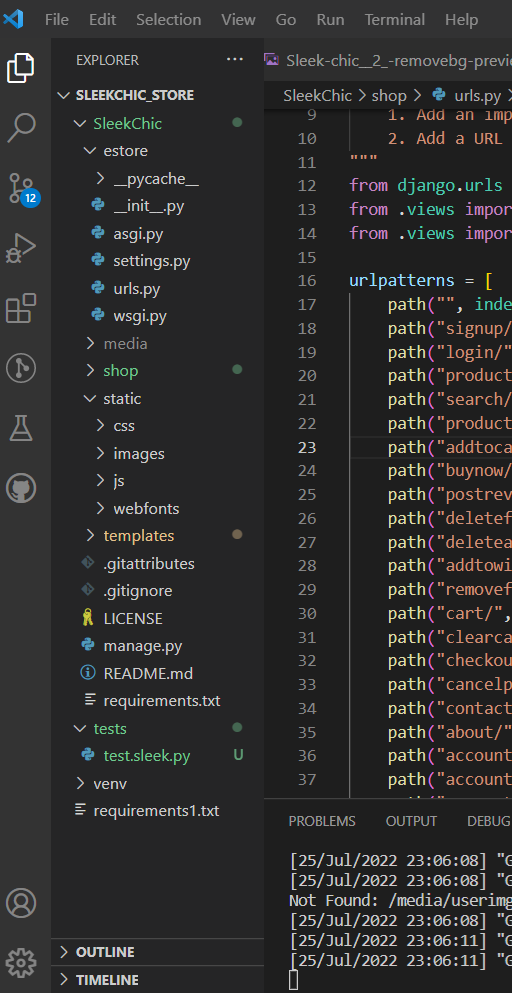 File Edit Selection View Go Run Terminal Help
EXPLORER ...
SLEEKCHIC_STORE
SleekChic
estore
__pycache__
__init__.py
asgi.py
settings.py
urls.py
wsgi.py
media
shop
static
css
images
js
webfonts
templates
.gitattributes
.gitignore
LICENSE
manage.py
README.md
requirements.txt
tests
test.sleek.py U
venv
requirements1.txt
OUTLINE
TIMELINE
12
Sleek-chic__2_-removebg-previe
SleekChic > shop > urls.py >
9 1. Add an imp
10 2. Add a URL
11 """
12 from django.urls
13 from .views impor
14 from .views impor
15
16 urlpatterns = [
17 path("", inde
18 path("signup/
19 path("login/"
20 path("product
21 path("search/
22 path("product
23 path("addtoca
24 path("buynow/
25 path("postrev
26 path("deletef
27 path("deletea
28 path("addtowi
29 path("removef
30 path("cart/",
31 path("clearca
32 path("checkou
33 path("cancelp
34 path("contact
35 path("about/"
36 path("account
37 path("account
PROBLEMS OUTPUT DEBUG
[25/Jul/2022 23:06:08] "G
[25/Jul/2022 23:06:08] "G
Not Found: /media/userimg
[25/Jul/2022 23:06:08] "G
[25/Jul/2022 23:06:11] "G
[25/Jul/2022 23:06:11] "G